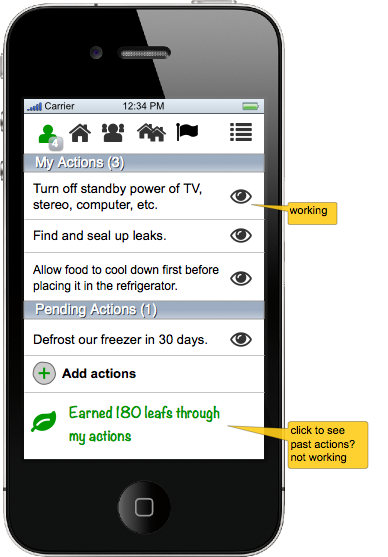 Carrier 12:34 PM
4
My Actions (3)
Turn off standby power of TV,
stereo, computer, etc.
working
Find and seal up leaks.
Allow food to cool down first before
placing it in the refrigerator.
Pending Actions (1)
Defrost our freezer in 30 days.
Add actions
Earned 180 leafs through
my actions
click to see
past actions?
not working